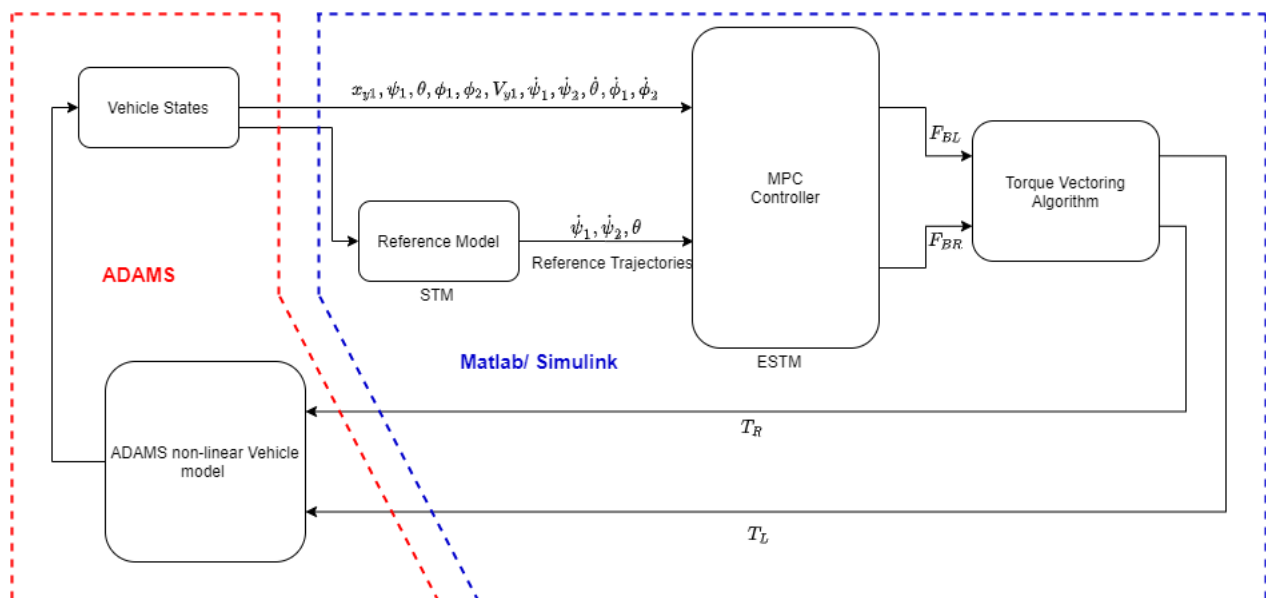 Vehicle States
x_{y1}, ψ_1, θ, ϕ_1, ϕ_2, V_{y1}, ψ̇_1, ψ̇_2, θ̇, ϕ̇_1, ϕ̇_2
F_{BL}
MPC
Controller
Torque Vectoring
Algorithm
Reference Model
ψ̇_1, ψ̇_2, θ
Reference Trajectories
F_{BR}
STM
ADAMS
Matlab/ Simulink
ESTM
T_R
ADAMS non-linear Vehicle
model
T_L